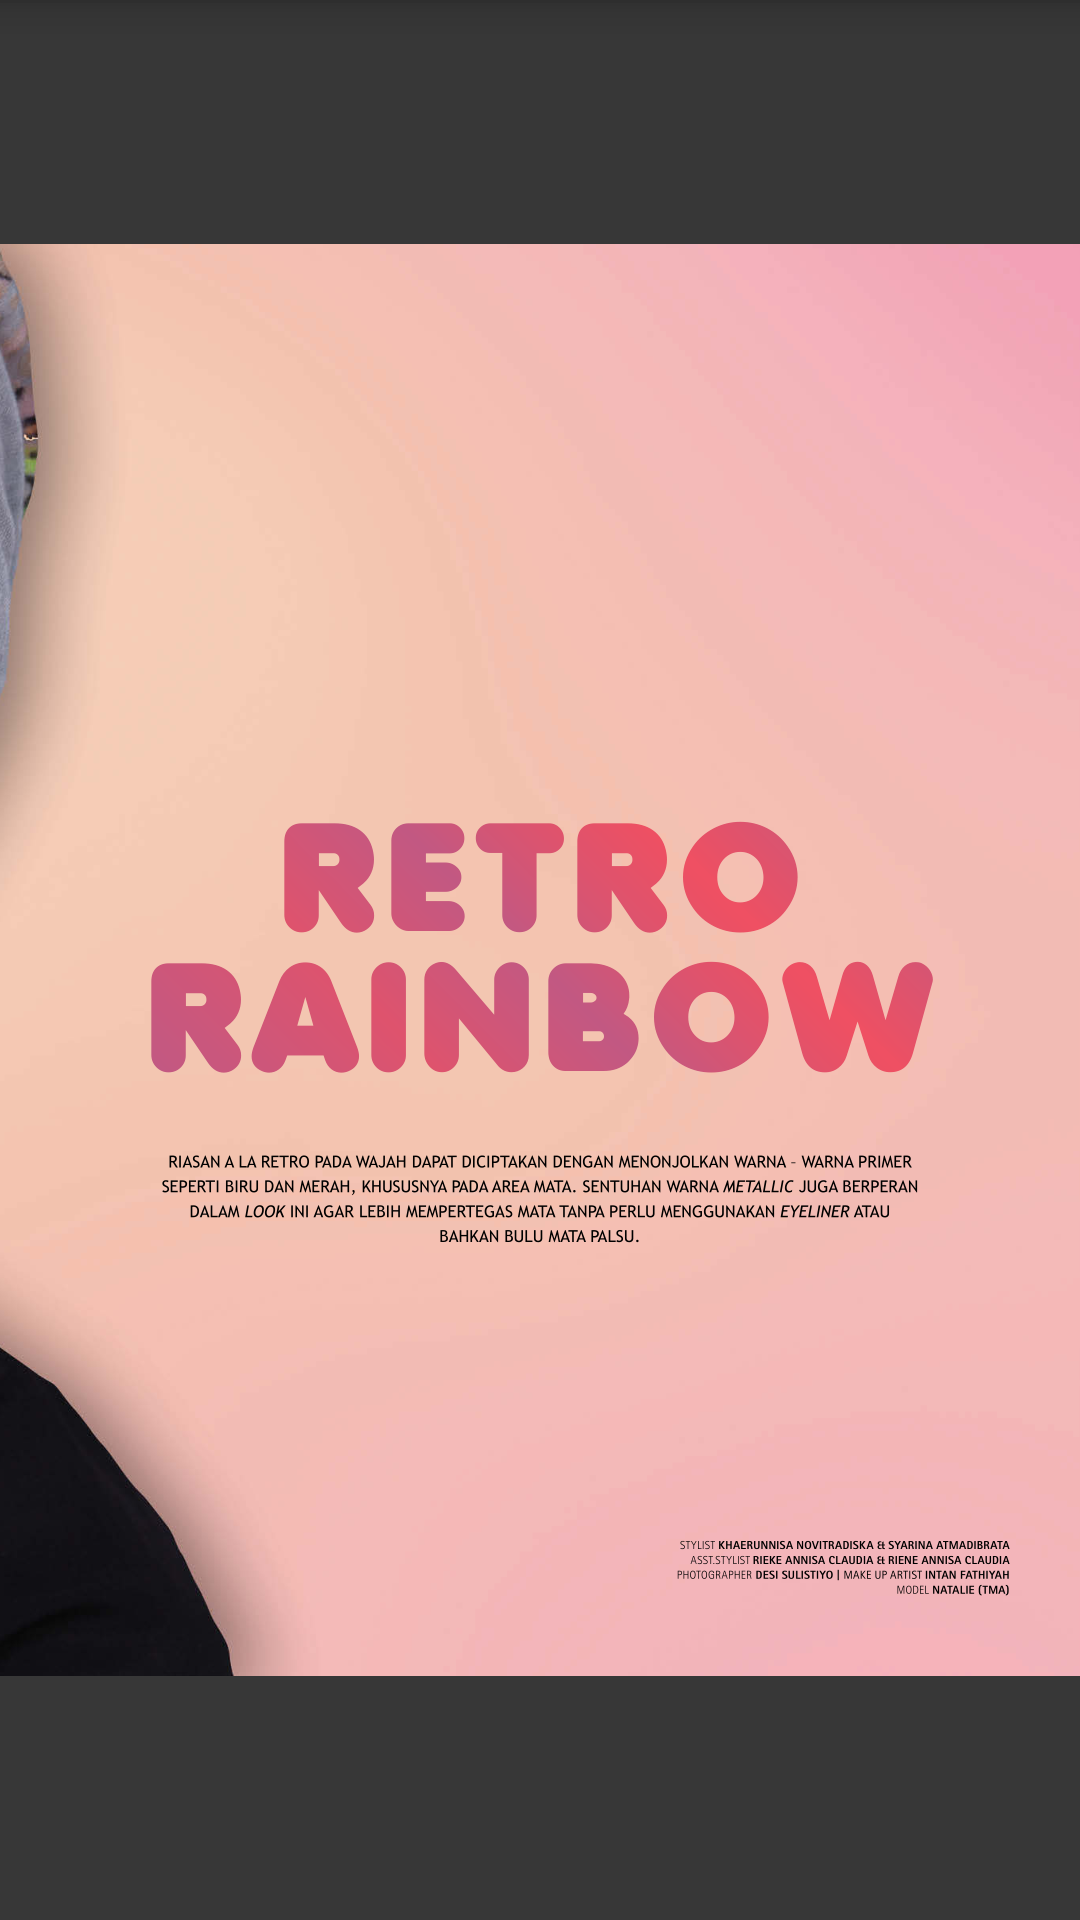 RETRO
RAINBOW
RIASAN A LA RETRO PADA WAJAH DAPAT DICIPTAKAN DENGAN MENONJOLKAN WARNA - WARNA PRIMER
SEPERTI BIRU DAN MERAH, KHUSUSNYA PADA AREA MATA. SENTUHAN WARNA METALLIC JUGA BERPERAN
DALAM LOOK INI AGAR LEBIH MEMPERTEGAS MATA TANPA PERLU MENGGUNAKAN EYELINER ATAU
BAHKAN BULU MATA PALSU.
STYLIST KHAERUNNISA NOVITRADISKA & SYARINA ATMADIBRATA
ASST.STYLIST RIEKE ANNISA CLAUDIA & RIENE ANNISA CLAUDIA
PHOTOGRAPHER DESI SULISTIYO | MAKE UP ARTIST INTAN FATHIYAH
MODEL NATALIE (TMA)